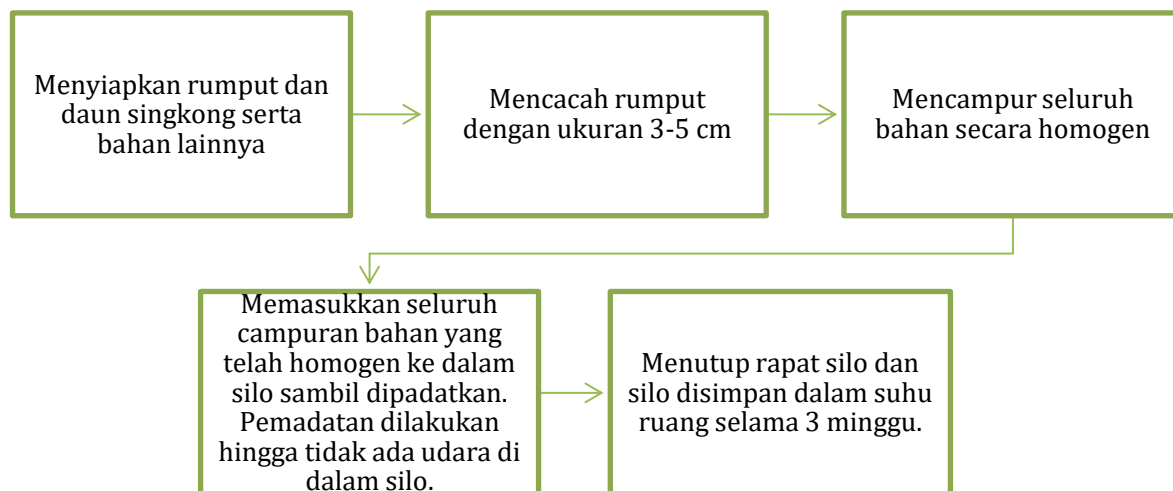 Menyiapkan rumput dan
daun singkong serta
bahan lainnya
Mencacah rumput
dengan ukuran 3-5 cm
Mencampur seluruh
bahan secara homogen
Memasukkan seluruh
campuran bahan yang
telah homogen ke dalam
silo sambil dipadatkan.
Pemadatan dilakukan
hingga tidak ada udara di
dalam silo.
Menutup rapat silo dan
silo disimpan dalam suhu
ruang selama 3 minggu.